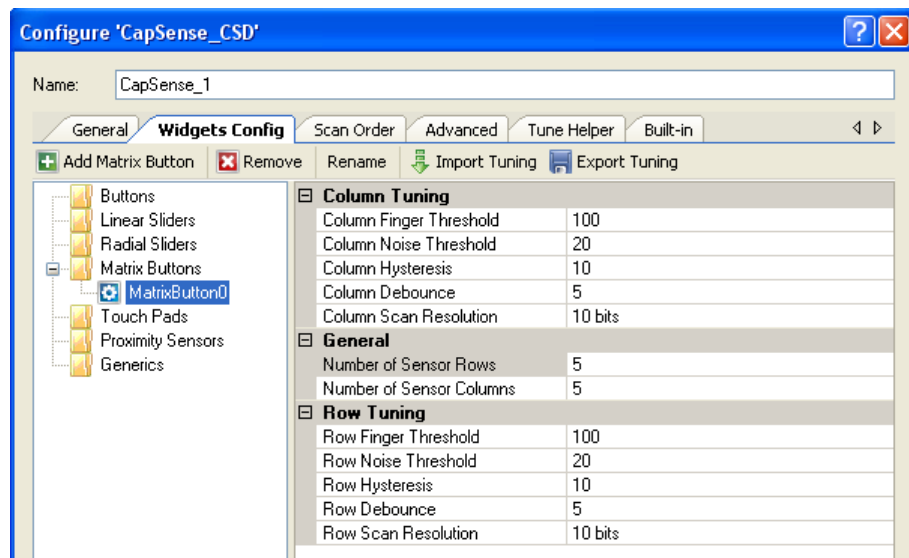 Configure 'CapSense_CSD'
Name: CapSense_1
General Widgets Config Scan Order Advanced Tune Helper Built-in
Add Matrix Button Remove Rename Import Tuning Export Tuning
Buttons
Linear Sliders
Radial Sliders
Matrix Buttons
MatrixButton0
Touch Pads
Proximity Sensors
Generics
Column Tuning
Column Finger Threshold 100
Column Noise Threshold 20
Column Hysteresis 10
Column Debounce 5
Column Scan Resolution 10 bits
General
Number of Sensor Rows 5
Number of Sensor Columns 5
Row Tuning
Row Finger Threshold 100
Row Noise Threshold 20
Row Hysteresis 10
Row Debounce 5
Row Scan Resolution 10 bits